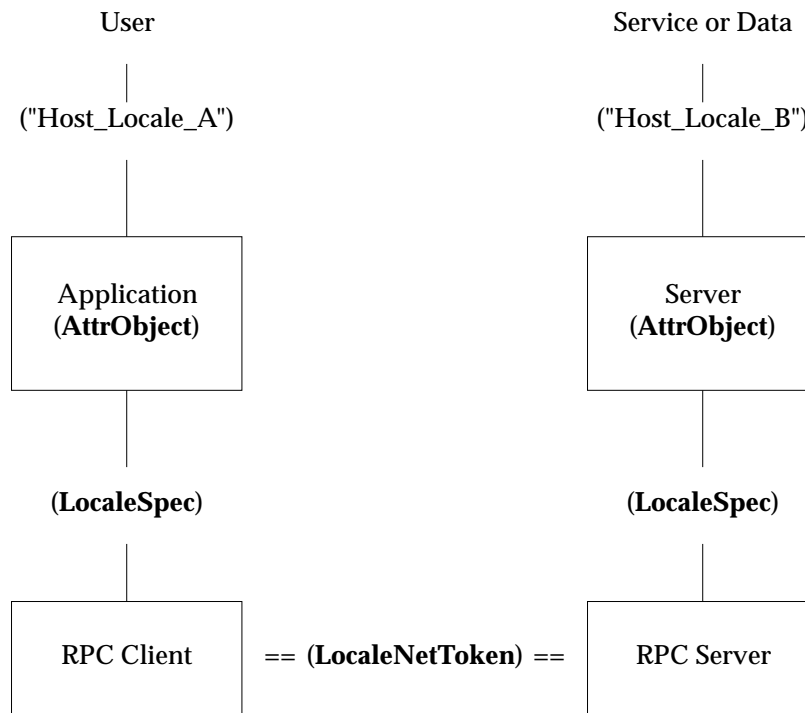 User
Service or Data
("Host_Locale_A")
("Host_Locale_B")
Application
(AttrObject)
Server
(AttrObject)
(LocaleSpec)
(LocaleSpec)
RPC Client
== (LocaleNetToken) ==
RPC Server